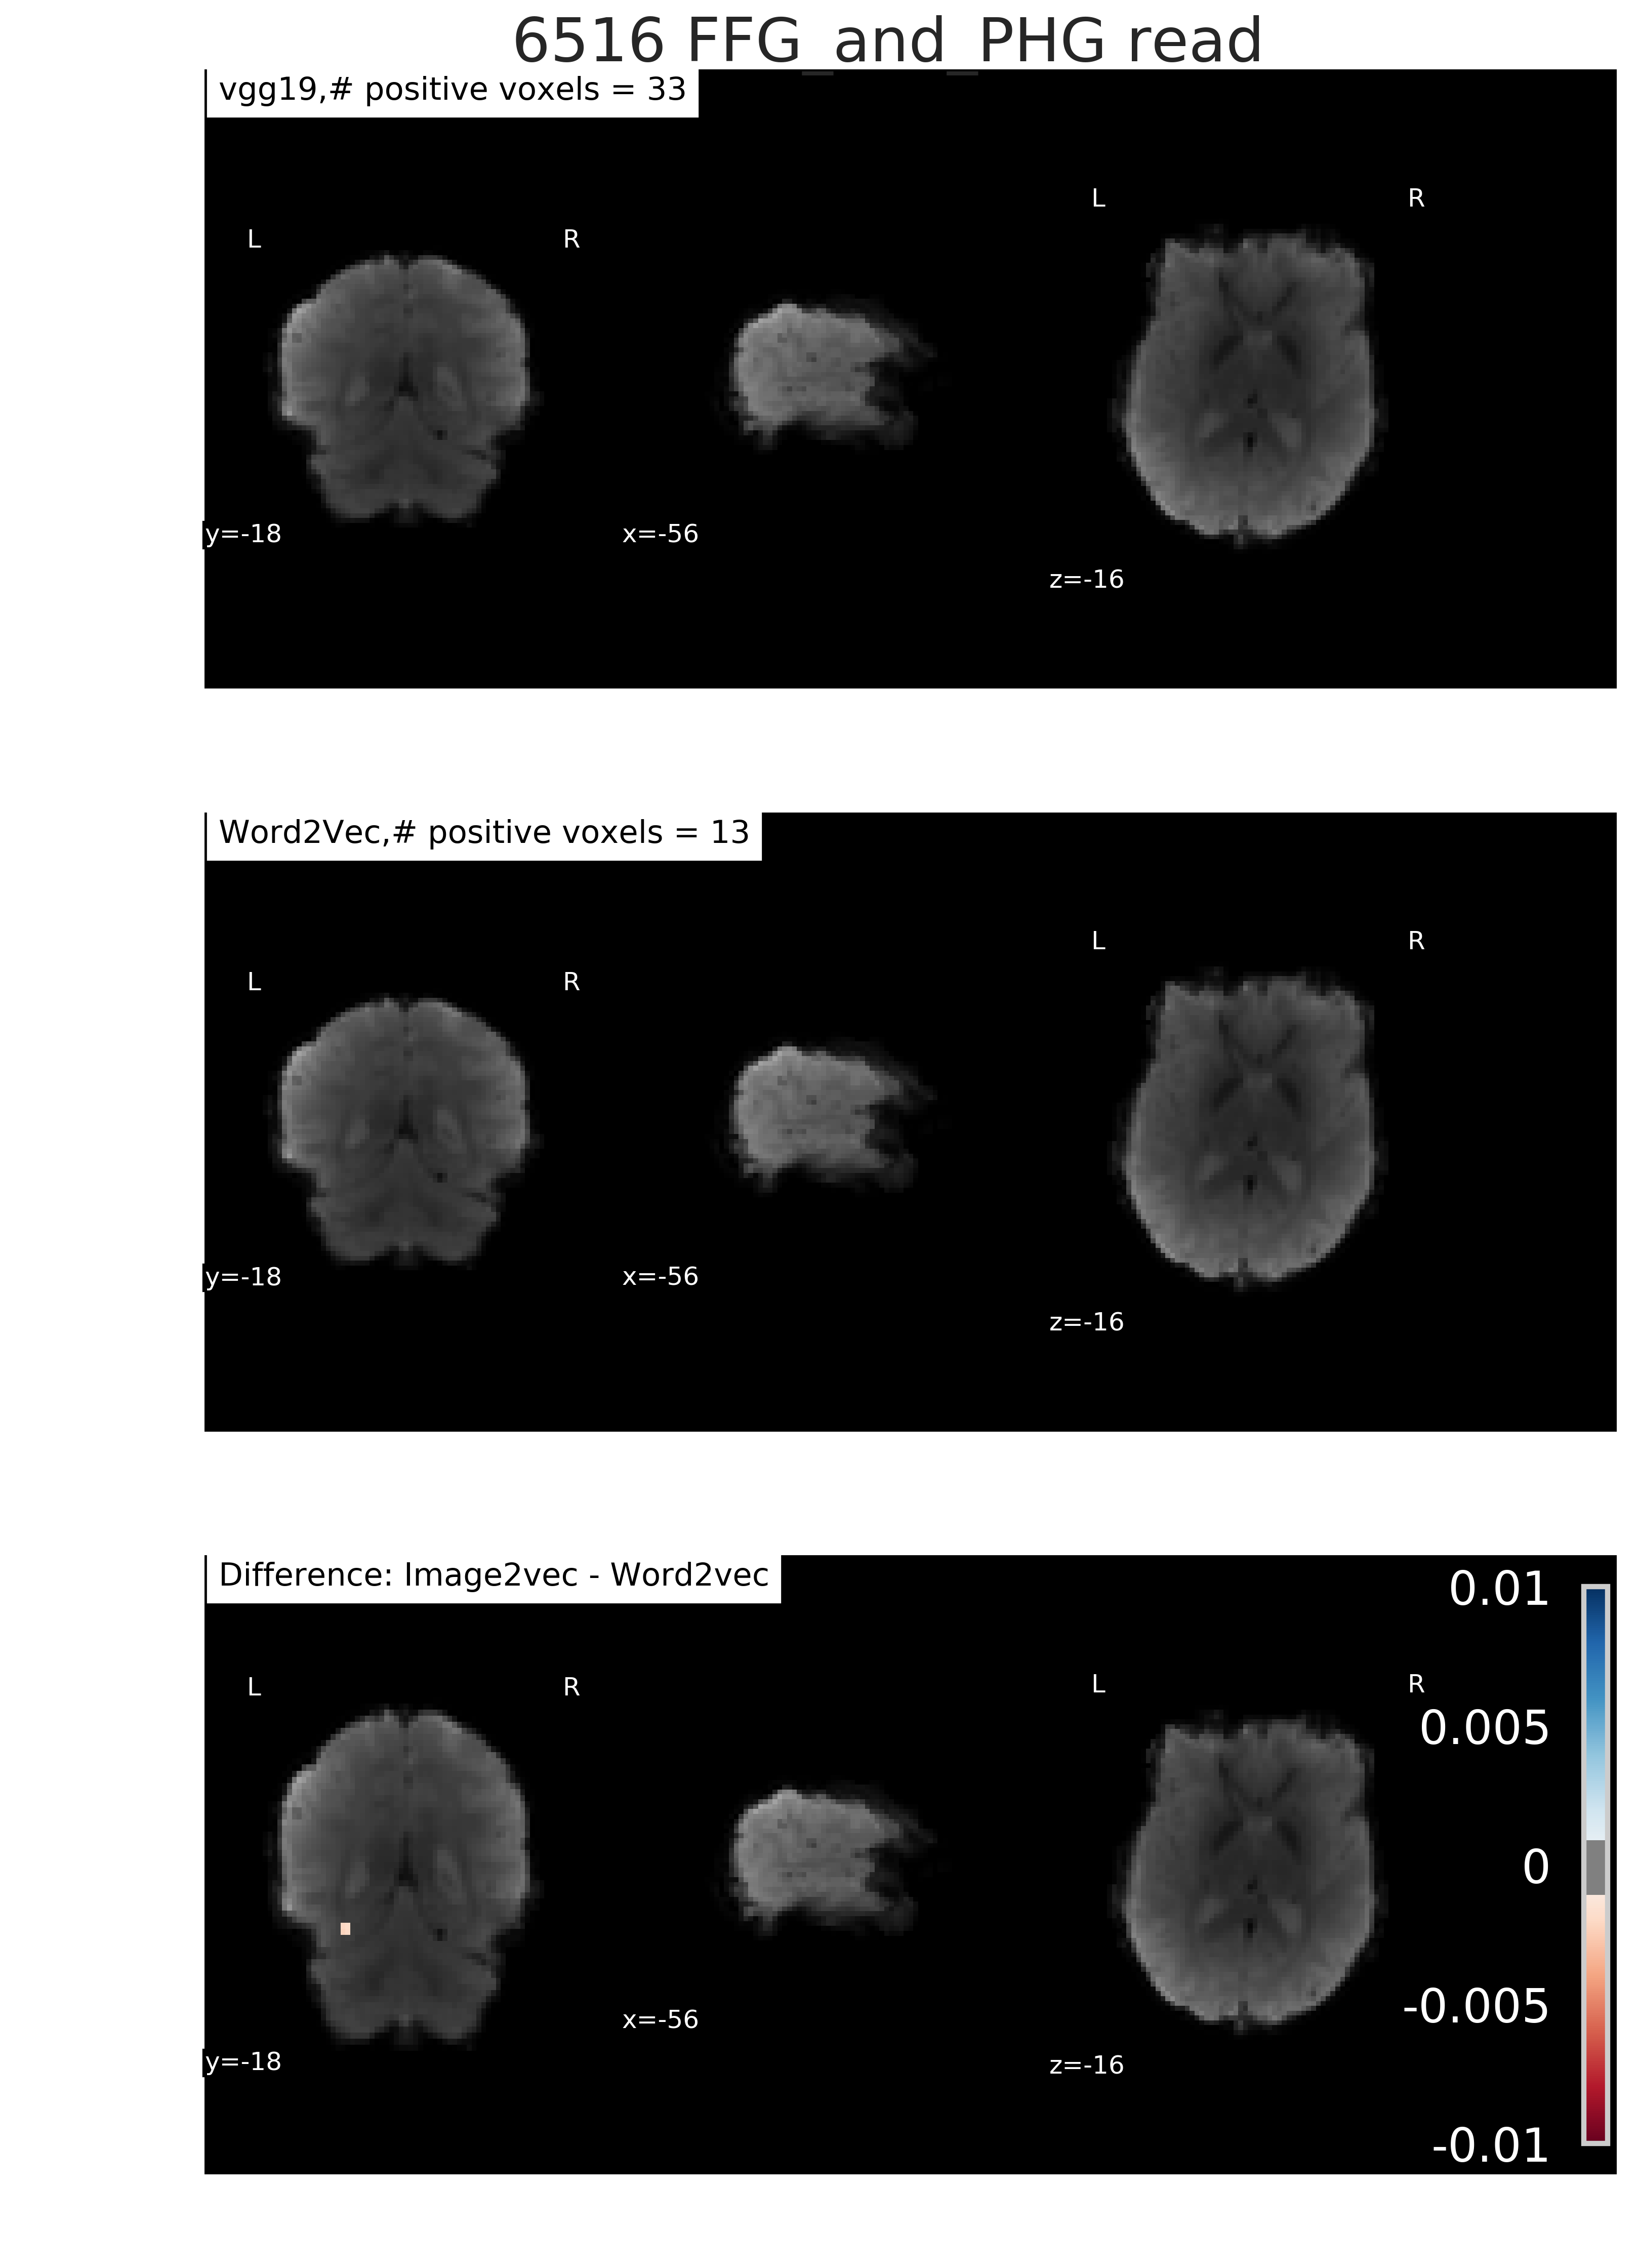 6516 FFG_and_PHG read
vgg19,# positive voxels = 33
L R L R
y=-18 x=-56
z=-16
Word2Vec,# positive voxels = 13
L R L R
y=-18 x=-56
z=-16
Difference: Image2vec - Word2vec
0.01
L R L R
0.005
0
-0.005
x=-56
y=-18 z=-16
-0.01